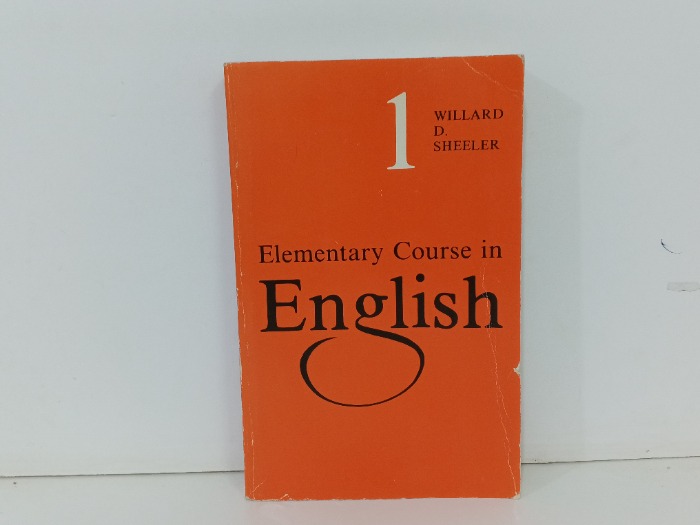 1
WILLARD
D.
SHEELER
Elementary Course in
English